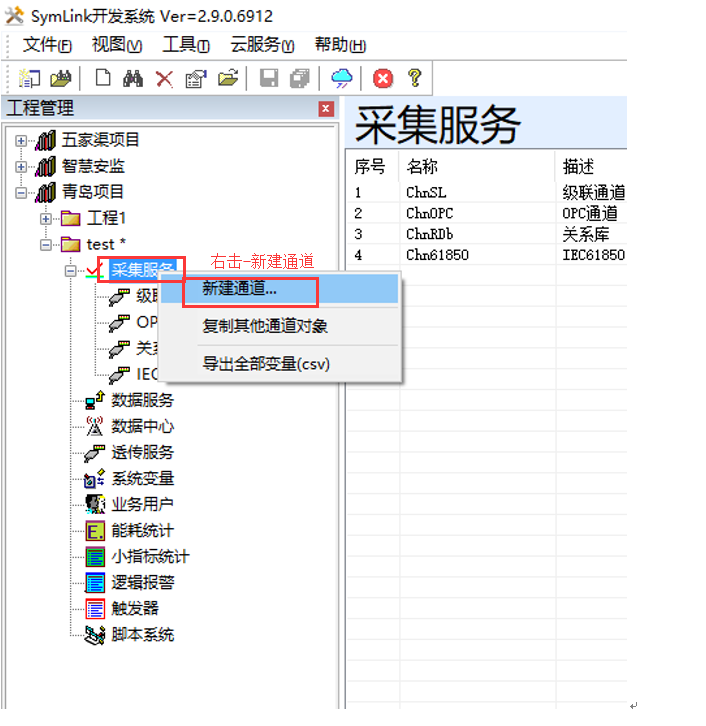 SymLink开发系统 Ver=2.9.0.6912
文件(F) 视图(V) 工具(T) 云服务(Y) 帮助(H)
工程管理
五家渠项目
智慧安监
青岛项目
工程1
test *
采集服务
级联
OP
关系
IEC
数据服务
数据中心
透传服务
系统变量
业务用户
能耗统计
小指标统计
逻辑报警
触发器
脚本系统
右击-新建通道
新建通道...
复制其他通道对象
导出全部变量(csv)
采集服务
序号 名称 描述
1 ChnSL 级联通道
2 ChnOPC OPC通道
3 ChnRDb 关系库
4 Chn61850 IEC61850